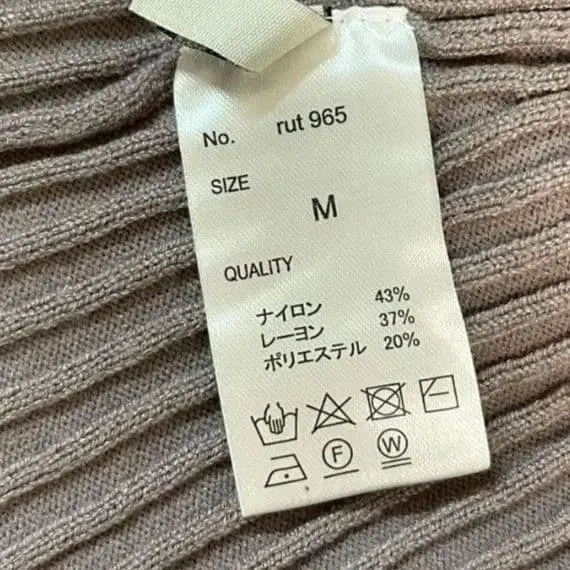 No. rut 965
SIZE
M
QUALITY
ナイロン 43%
レーヨン 37%
ポリエステル 20%
F
W